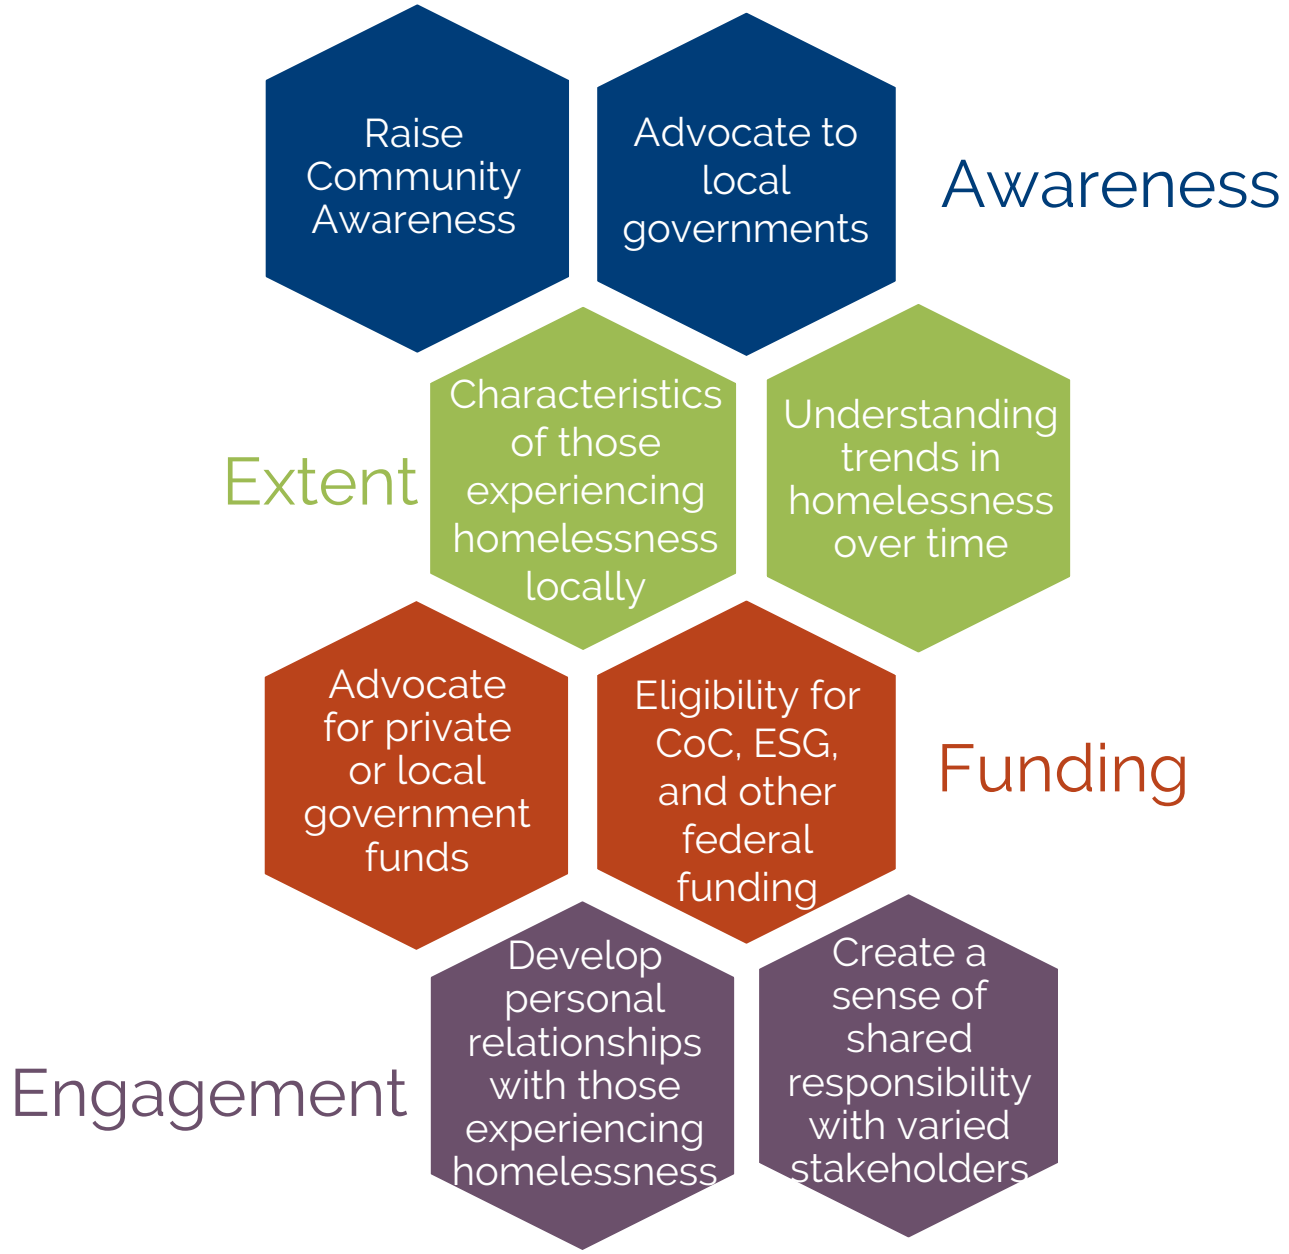 Raise
Community
Awareness
Advocate to
local
governments
Awareness
Extent
Characteristics
of those
experiencing
homelessness
locally
Understanding
trends in
homelessness
over time
Advocate
for private
or local
government
funds
Eligibility for
CoC, ESG,
and other
federal
funding
Funding
Engagement
Develop
personal
relationships
with those
experiencing
homelessness
Create a
sense of
shared
responsibility
with varied
stakeholders